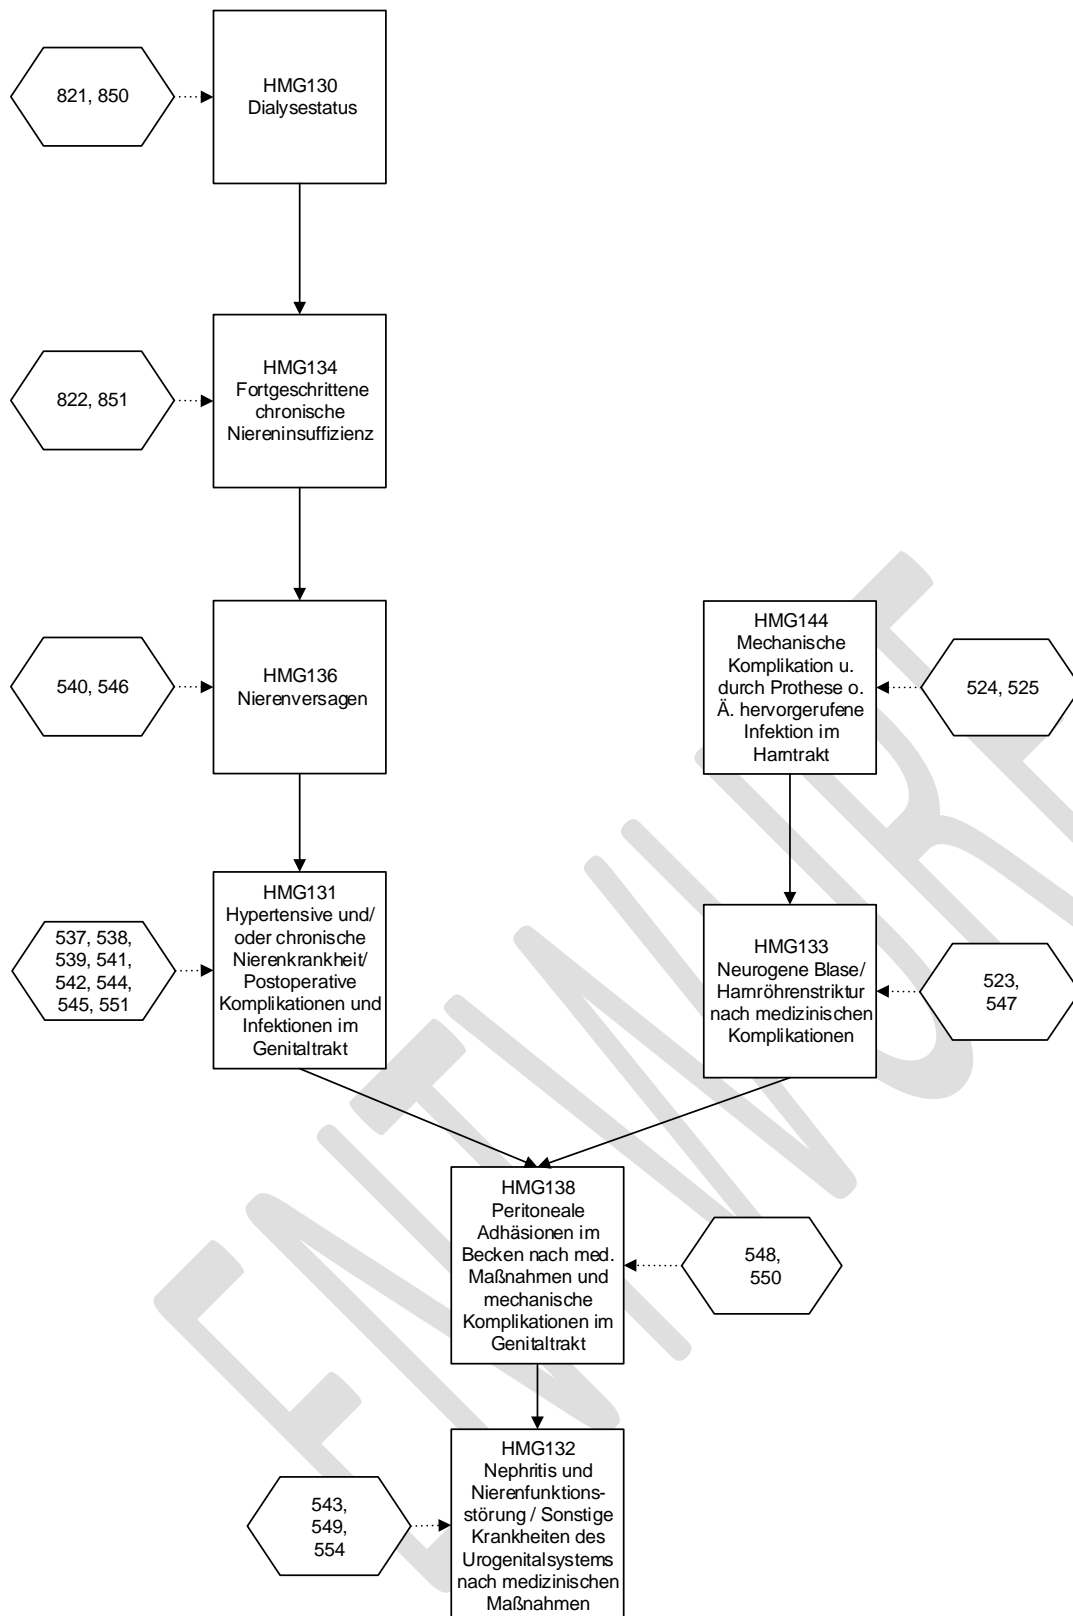 821, 850
HMG130
Dialysestatus
822, 851
HMG134
Fortgeschrittene
chronische
Niereninsuffizienz
540, 546
HMG136
Nierenversagen
HMG144
Mechanische
Komplikation u.
durch Prothese o.
Ä. hervorgerufene
Infektion im
Harntrakt
524, 525
537, 538,
539, 541,
542, 544,
545, 551
HMG131
Hypertensive und/
oder chronische
Nierenkrankheit/
Postoperative
Komplikationen und
Infektionen im
Genitaltrakt
HMG133
Neurogene Blase/
Harnröhrenstriktur
nach medizinischen
Komplikationen
523,
547
HMG138
Peritoneale
Adhäsionen im
Becken nach med.
Maßnahmen und
mechanische
Komplikationen im
Genitaltrakt
548,
550
543,
549,
554
HMG132
Nephritis und
Nierenfunktions-
störung / Sonstige
Krankheiten des
Urogenitalsystems
nach medizinischen
Maßnahmen
ENTWURF